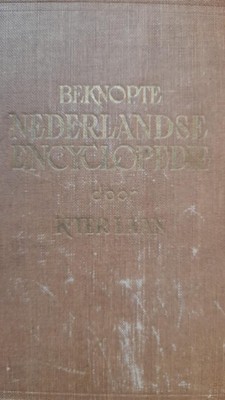 BEKNOPTE
NEDERLANDSE
ENCYCLOPEDIE
door
K. TER LAAN